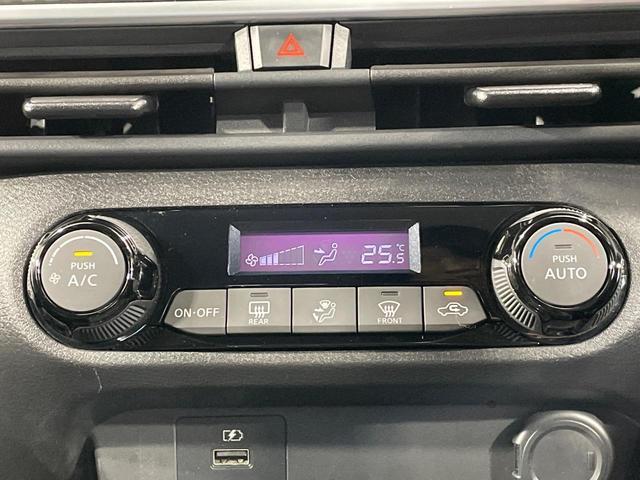 25.5 °C
PUSH
A/C
PUSH
AUTO
ON·OFF
REAR
FRONT